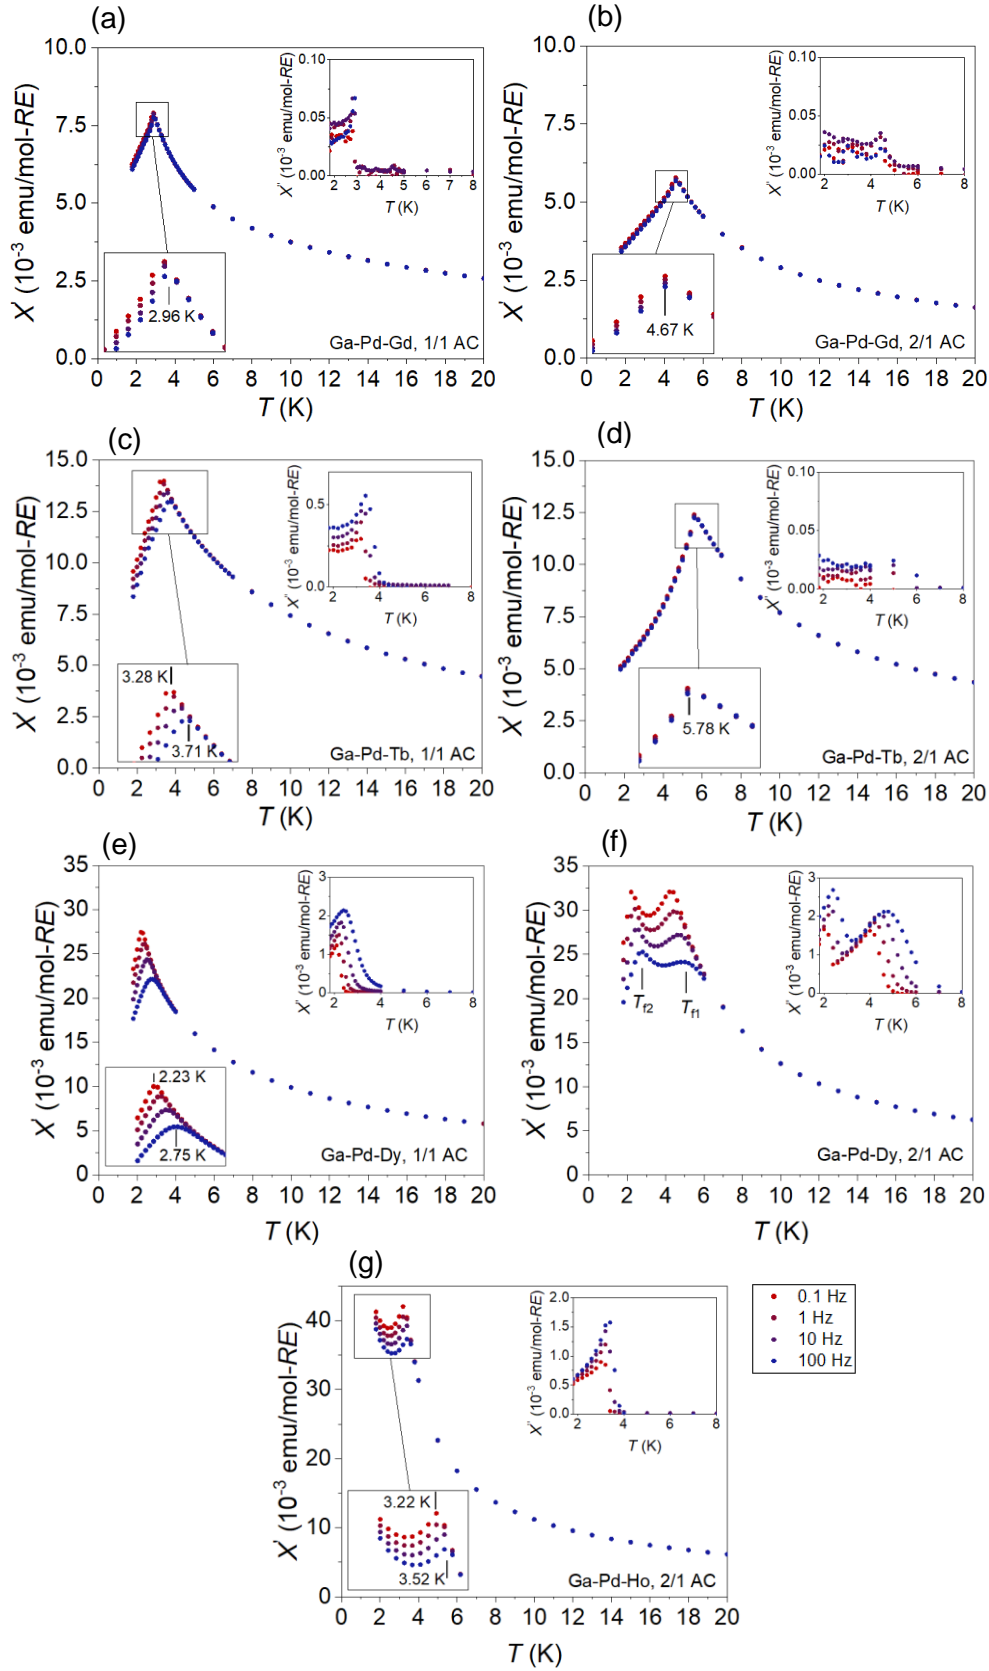 (a)
10.0
7.5
5.0
2.5
0.0
0 2 4 6 8 10 12 14 16 18 20
Χ' (10⁻³ emu/mol-RE)
T (K)
0.10
0.05
0.00
2 3 4 5 6 7 8
Χ'' (10⁻³ emu/mol-RE)
T (K)
2.96 K
Ga-Pd-Gd, 1/1 AC
(b)
10.0
7.5
5.0
2.5
0.0
0 2 4 6 8 10 12 14 16 18 20
Χ' (10⁻³ emu/mol-RE)
T (K)
0.10
0.05
0.00
2 4 6 8
Χ'' (10⁻³ emu/mol-RE)
T (K)
4.67 K
Ga-Pd-Gd, 2/1 AC
(c)
15.0
12.5
10.0
7.5
5.0
2.5
0.0
0 2 4 6 8 10 12 14 16 18 20
Χ' (10⁻³ emu/mol-RE)
T (K)
0.5
0.0
2 4 6 8
Χ'' (10⁻³ emu/mol-RE)
T (K)
3.28 K
3.71 K
Ga-Pd-Tb, 1/1 AC
(d)
15.0
12.5
10.0
7.5
5.0
2.5
0.0
0 2 4 6 8 10 12 14 16 18 20
Χ' (10⁻³ emu/mol-RE)
T (K)
0.10
0.05
0.00
2 4 6 8
Χ'' (10⁻³ emu/mol-RE)
T (K)
5.78 K
Ga-Pd-Tb, 2/1 AC
(e)
35
30
25
20
15
10
5
0
0 2 4 6 8 10 12 14 16 18 20
Χ' (10⁻³ emu/mol-RE)
T (K)
3
2
1
0
2 3 4 5 6 7 8
Χ'' (10⁻³ emu/mol-RE)
T (K)
2.23 K
2.75 K
Ga-Pd-Dy, 1/1 AC
(f)
35
30
25
20
15
10
5
0
0 2 4 6 8 10 12 14 16 18 20
Χ' (10⁻³ emu/mol-RE)
T (K)
3
2
1
0
2 4 6 8
Χ'' (10⁻³ emu/mol-RE)
T (K)
Tf2
Tf1
Ga-Pd-Dy, 2/1 AC
(g)
40
30
20
10
0
0 2 4 6 8 10 12 14 16 18 20
Χ' (10⁻³ emu/mol-RE)
T (K)
2.0
1.5
1.0
0.5
0.0
2 4 6 8
Χ'' (10⁻³ emu/mol-RE)
T (K)
3.22 K
3.52 K
Ga-Pd-Ho, 2/1 AC
0.1 Hz
1 Hz
10 Hz
100 Hz